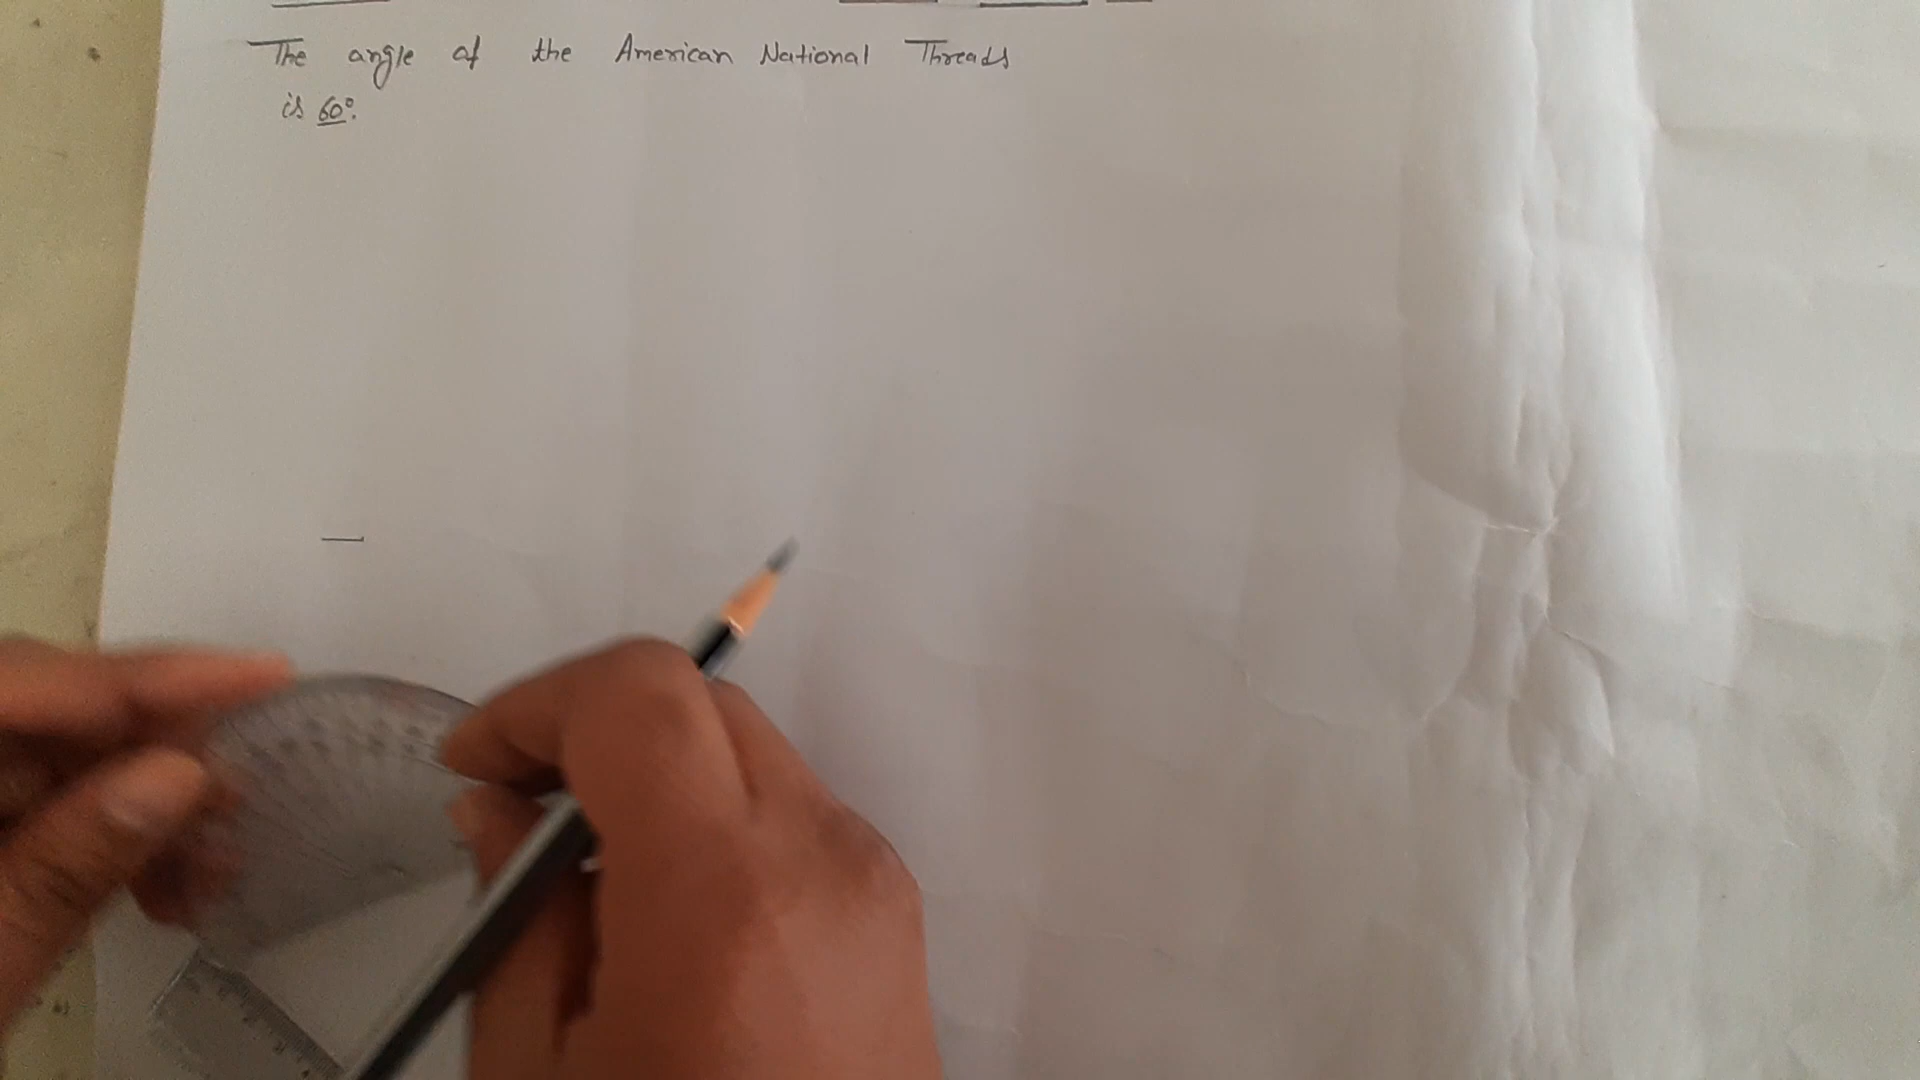 The angle of the American National Threads
is 60°.